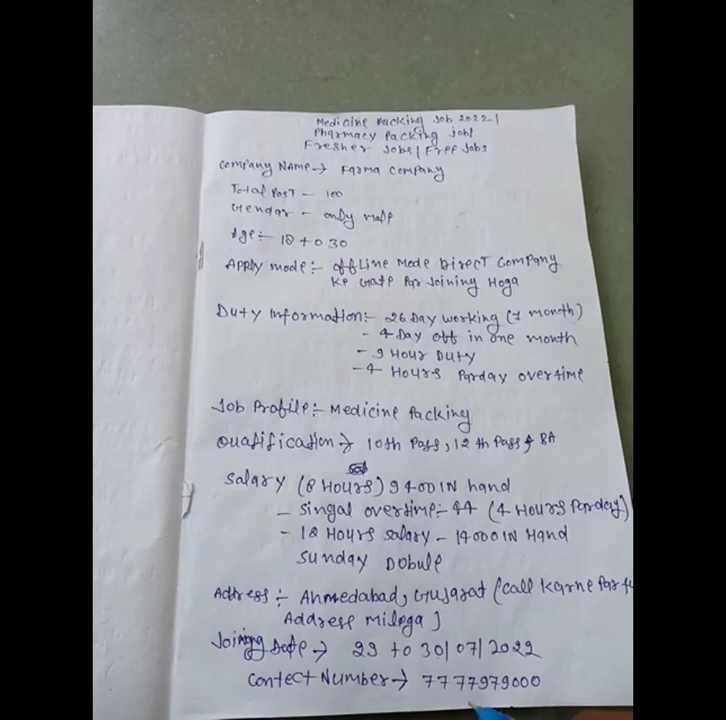 Medicine Packing Job 2022/
Pharmacy Packing Job/
Fresher Jobs/Free Jobs
Company Name → Farma Company
Total Post - 100
Gendar - only male
Age:- 18 to 30
Apply mode:- offLine Mode Direct Company
ke Gate Par Joining Hoga
Duty Information:- 26 Day working (1 month)
- 4 Day off in one month
- 9 Hour Duty
- 4 Hours Parday overtime
Job Profile:- Medicine Packing
Qualification → 10th Pass, 12th Pass & BA
Salary (8 Hours) 9400 IN hand
- Singal overtime:- 44 (4 Hours Parday)
- 12 Hours salary - 14000 IN Hand
Sunday Dobule
Address:- Ahmedabad, Gujarat (call karne par
Address milega)
Joining Date → 29 to 30/07/2022
Contect Number → 7777979000